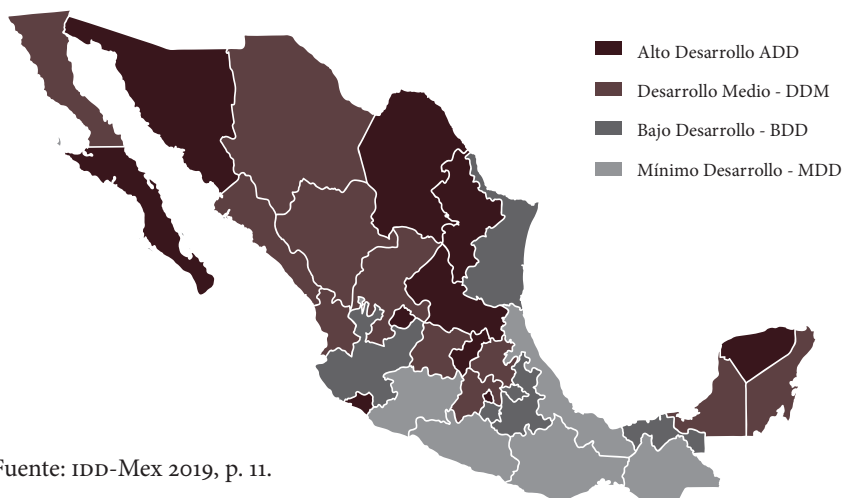 Alto Desarrollo ADD
Desarrollo Medio - DDM
Bajo Desarrollo - BDD
Mínimo Desarrollo - MDD
Fuente: IDD-Mex 2019, p. 11.